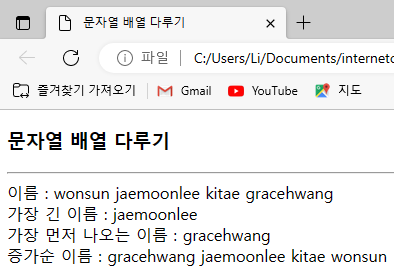 문자열 배열 다루기
파일 C:/Users/Li/Documents/internetc
즐겨찾기 가져오기 Gmail YouTube 지도
문자열 배열 다루기
이름 : wonsun jaemoonlee kitae gracehwang
가장 긴 이름 : jaemoonlee
가장 먼저 나오는 이름 : gracehwang
증가순 이름 : gracehwang jaemoonlee kitae wonsun